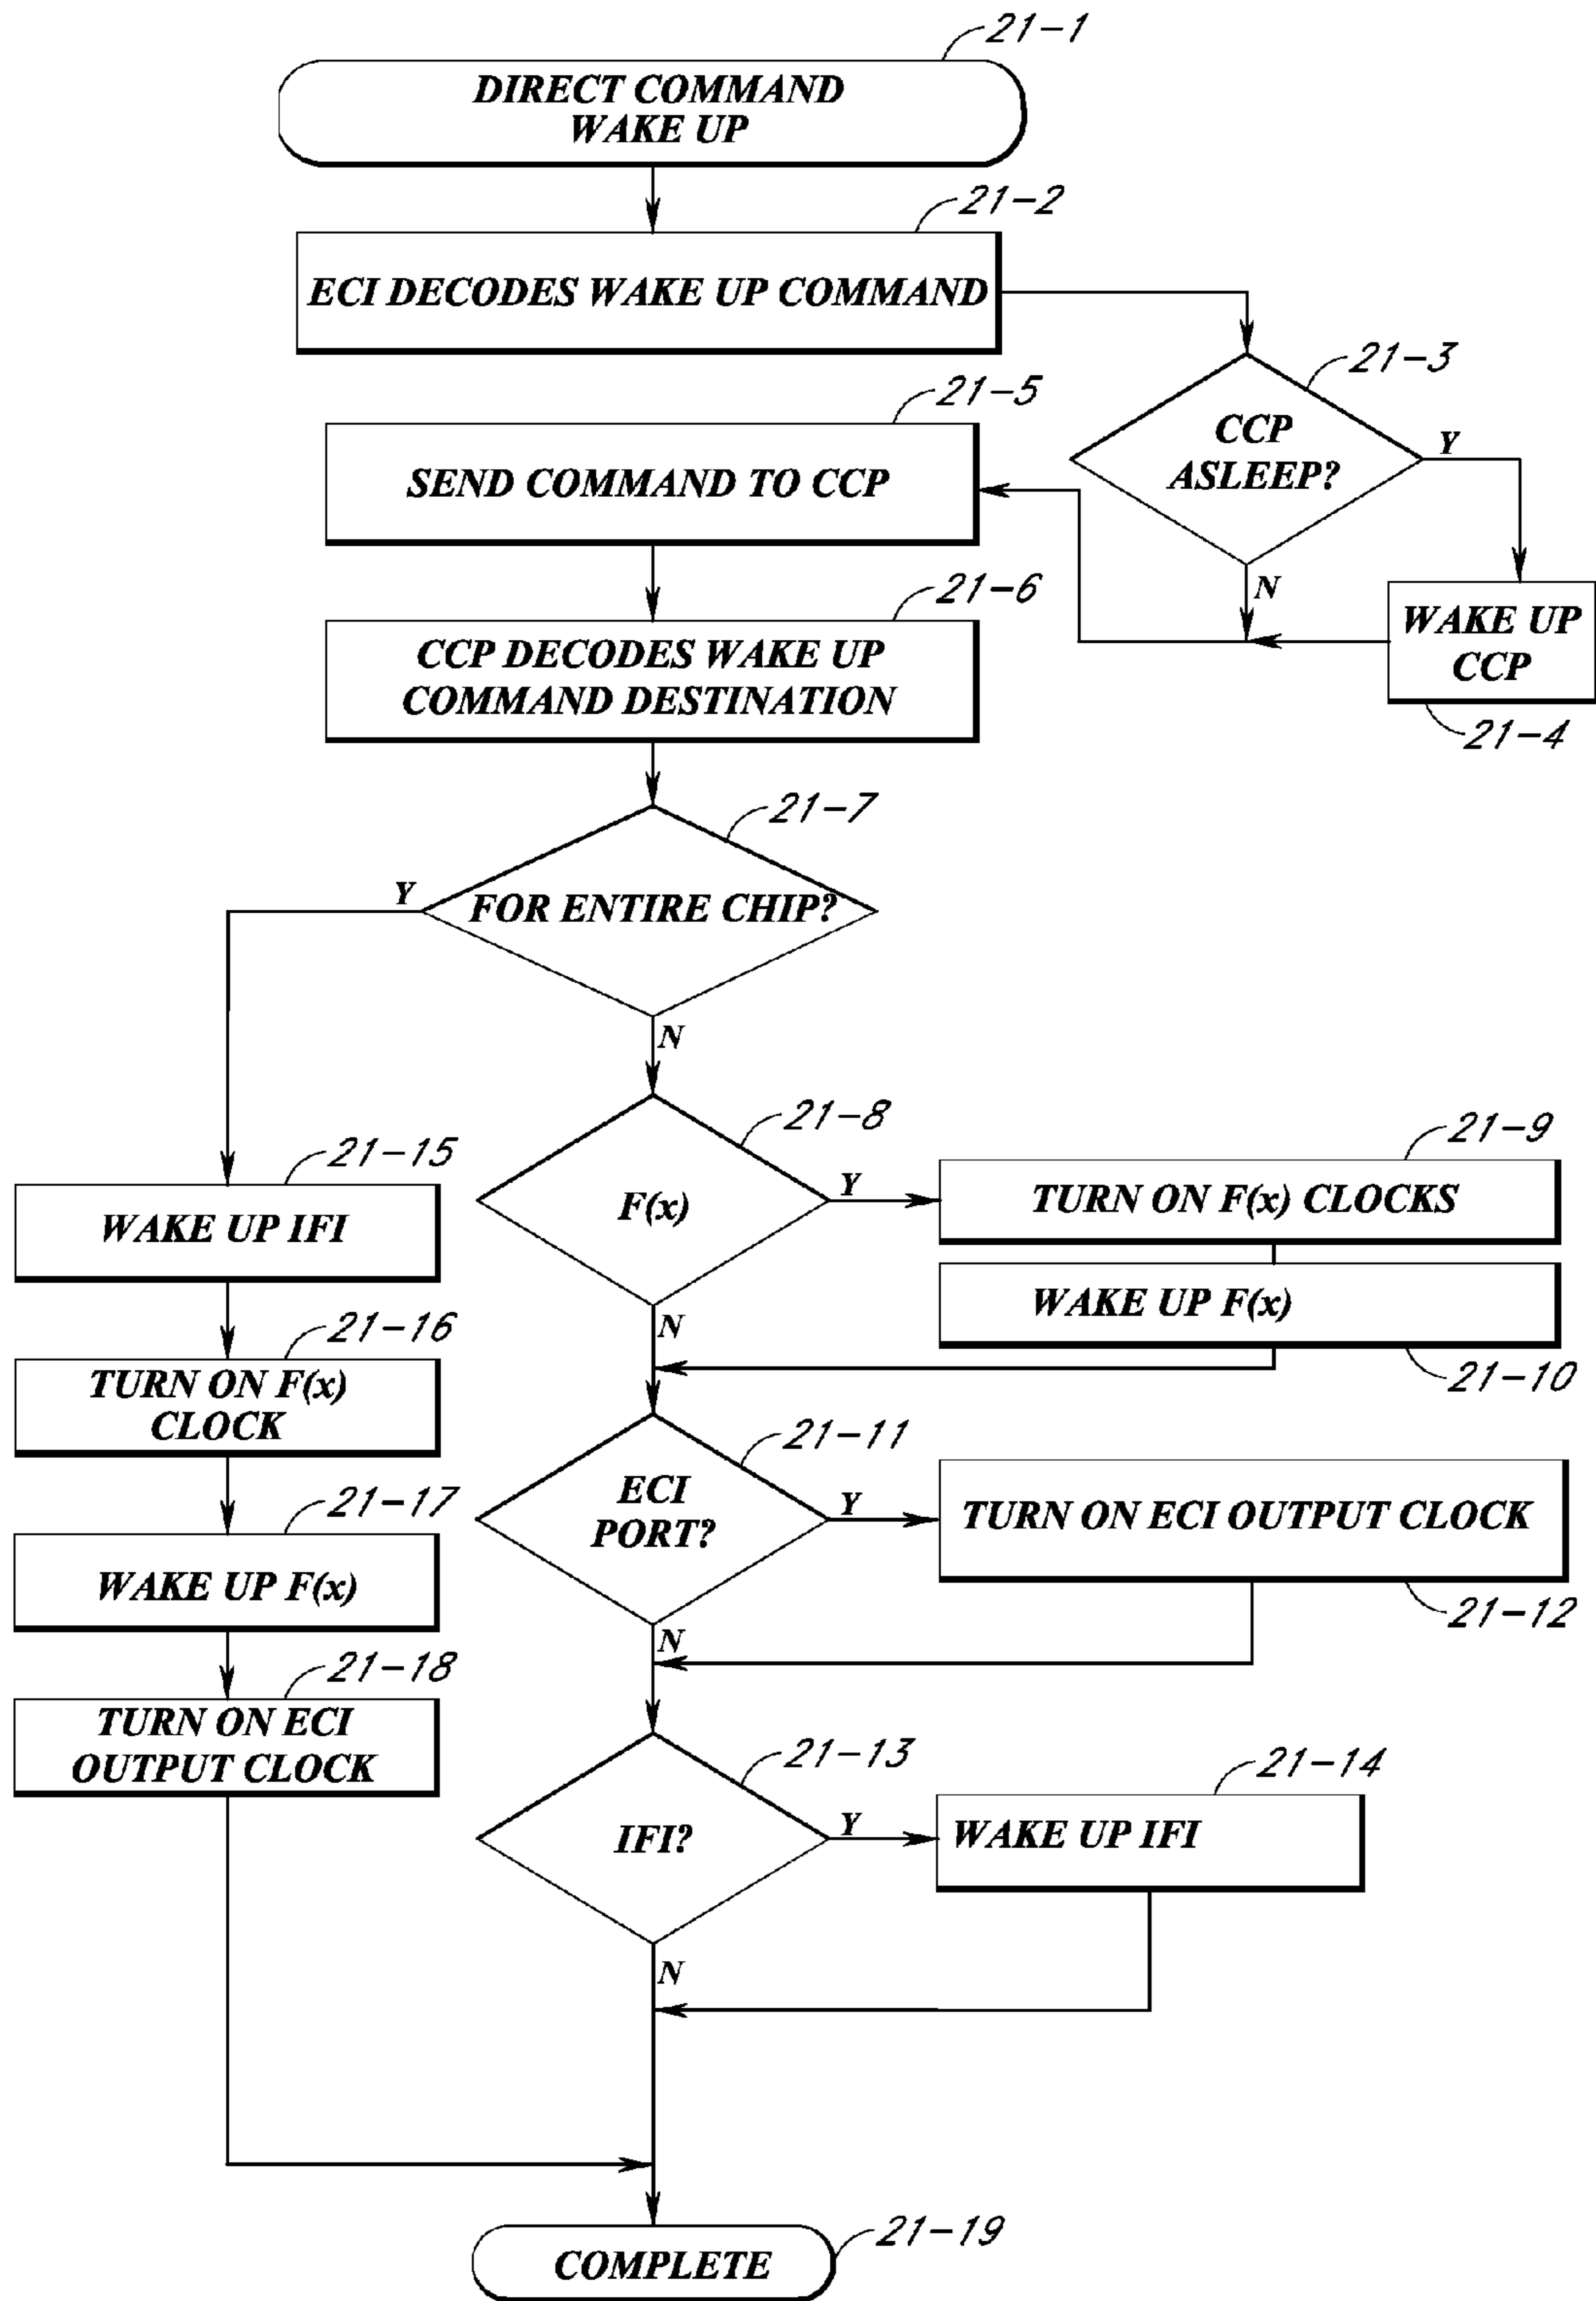 21-1
DIRECT COMMAND
WAKE UP
21-2
ECI DECODES WAKE UP COMMAND
21-3
CCP
ASLEEP?
Y
N
WAKE UP
CCP
21-4
21-5
SEND COMMAND TO CCP
21-6
CCP DECODES WAKE UP
COMMAND DESTINATION
21-7
FOR ENTIRE CHIP?
Y
N
21-8
F(x)
Y
N
21-9
TURN ON F(x) CLOCKS
WAKE UP F(x)
21-10
21-11
ECI
PORT?
Y
N
TURN ON ECI OUTPUT CLOCK
21-12
21-13
IFI?
Y
N
21-14
WAKE UP IFI
21-15
WAKE UP IFI
21-16
TURN ON F(x)
CLOCK
21-17
WAKE UP F(x)
21-18
TURN ON ECI
OUTPUT CLOCK
21-19
COMPLETE